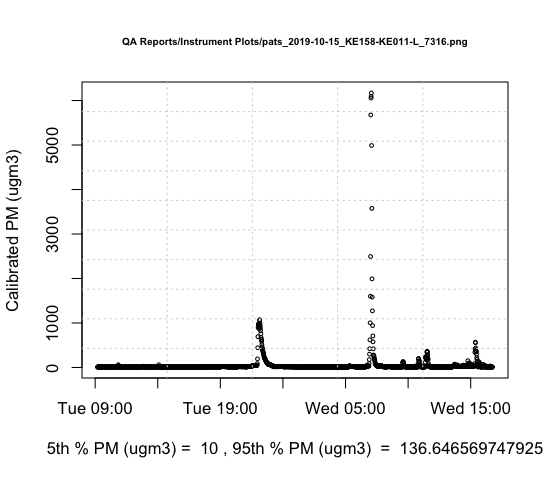 QA Reports/Instrument Plots/pats_2019-10-15_KE158-KE011-L_7316.png
Calibrated PM (ugm3)
5000
3000
1000
0
Tue 09:00 Tue 19:00 Wed 05:00 Wed 15:00
5th % PM (ugm3) = 10 , 95th % PM (ugm3) = 136.646569747925